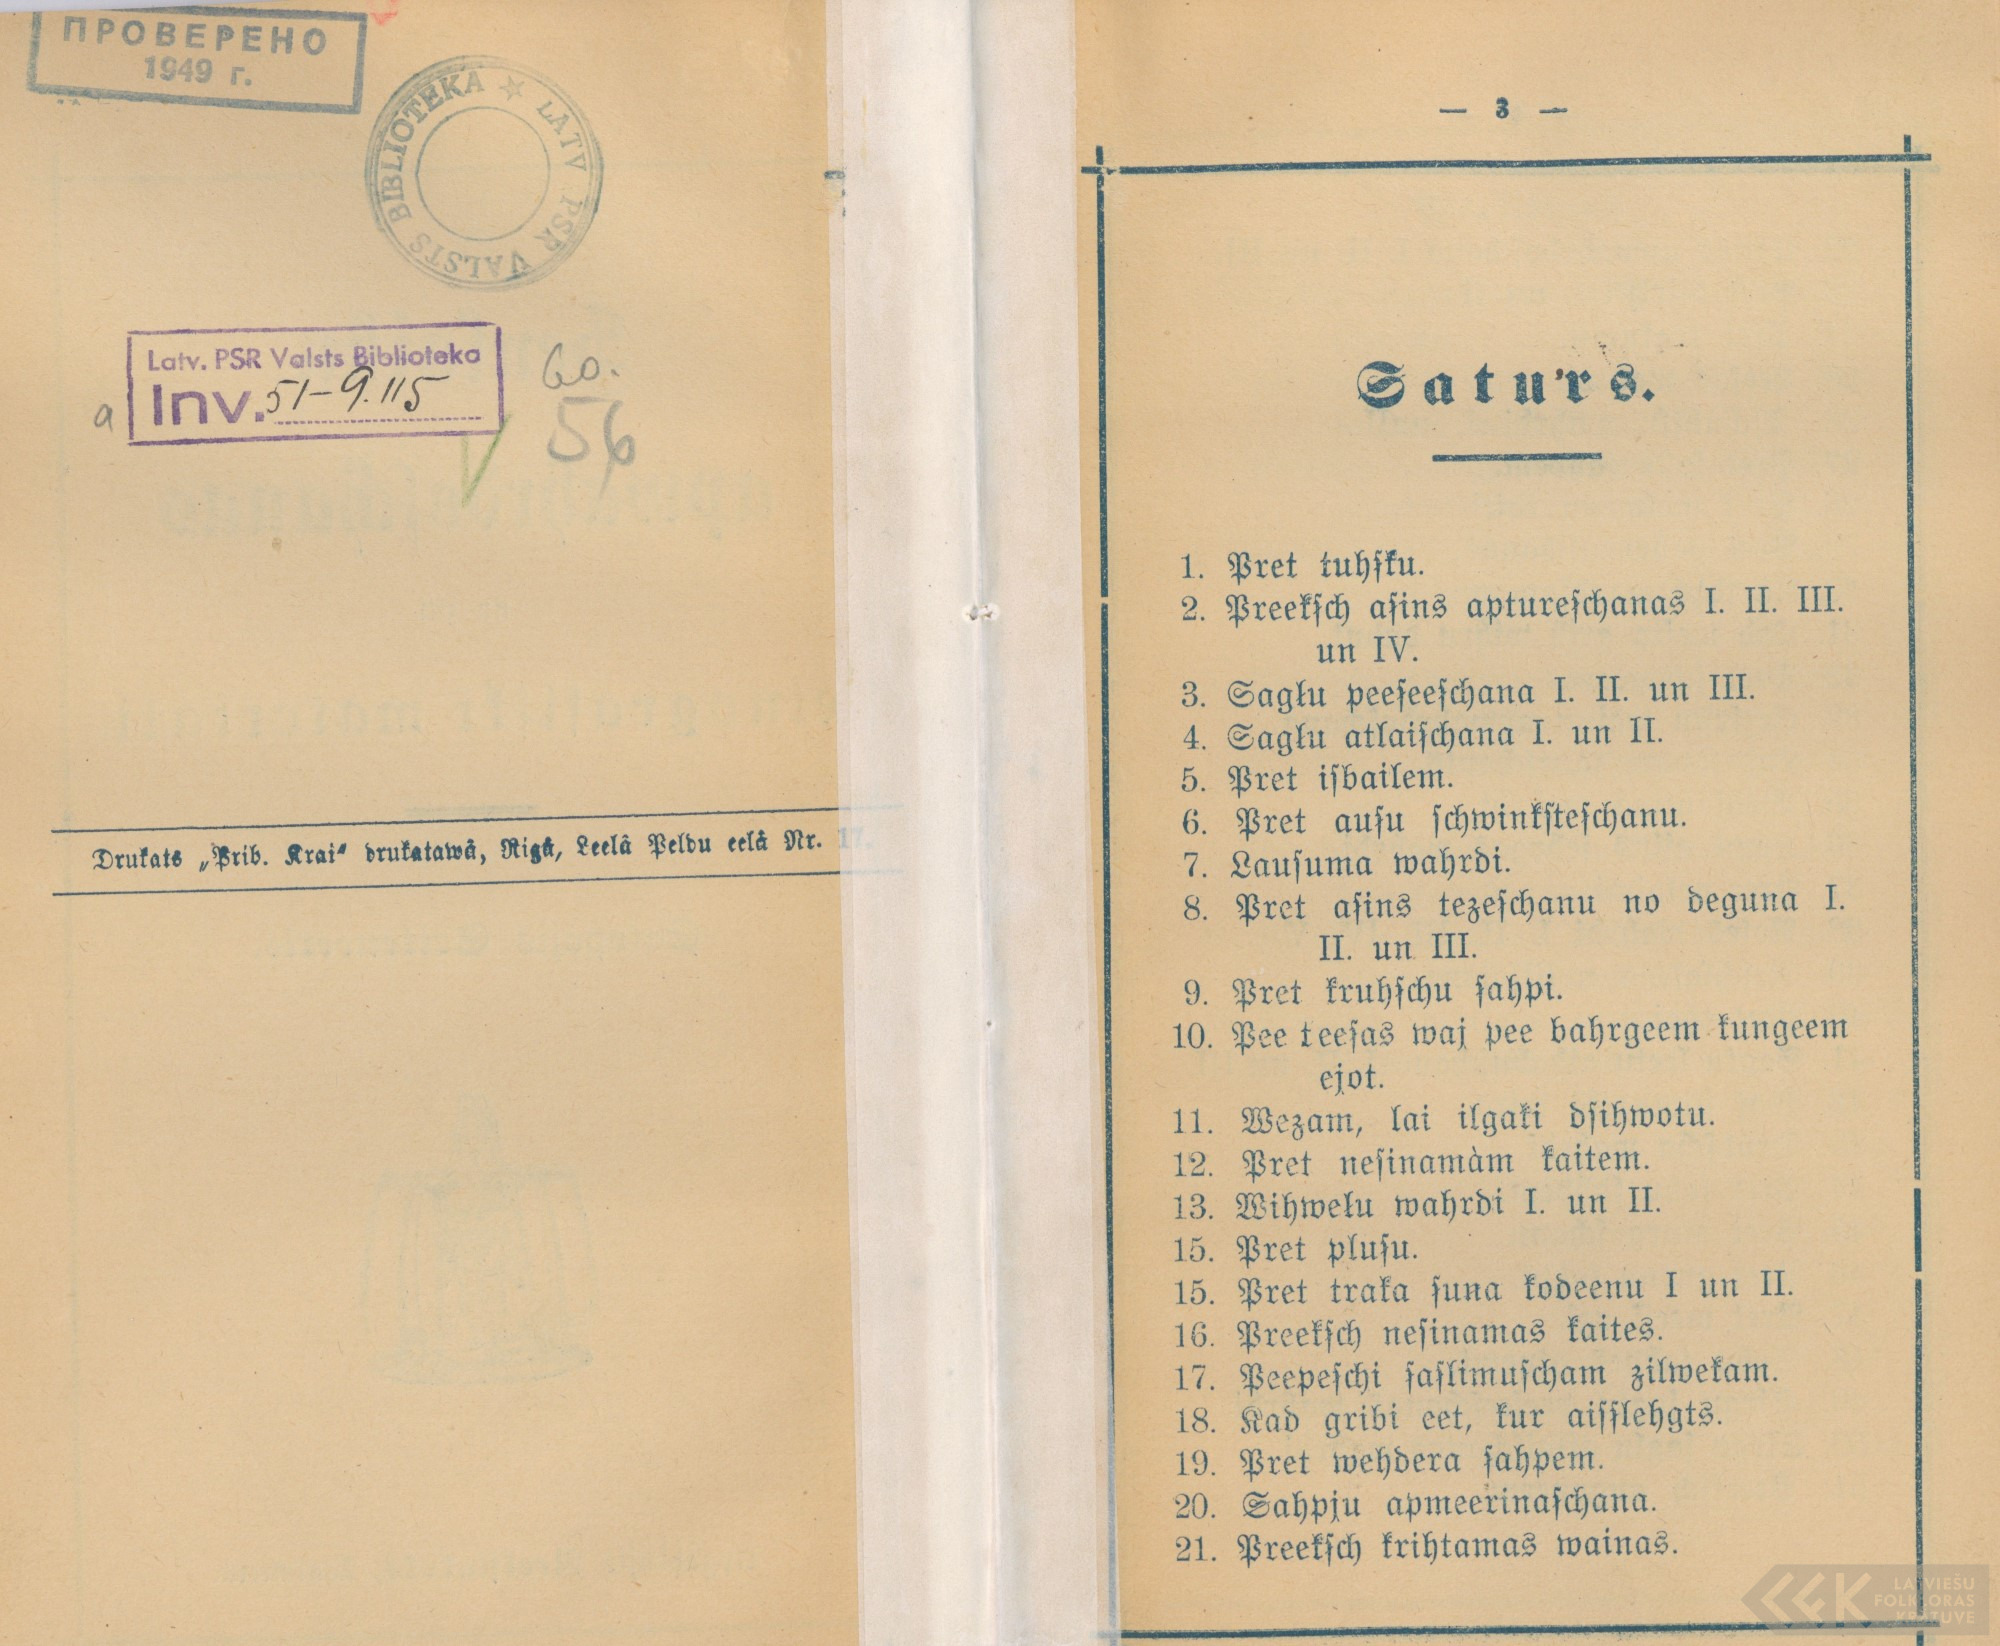 ПРОВЕРЕНО
1949 г.
LATV PSR VALSTS BIBLIOTEKA
Latv. PSR Valsts Biblioteka
Inv. 51-9.115
a
60.
56
Drukats „Prib. Krai“ drukatawâ, Rigâ, Leelâ Peldu eelâ Nr. 17.
— 3 —
Saturs.
1. Pret tuhſku.
2. Preekſch aſins aptureſchanas I. II. III.
un IV.
3. Sagłu peeſeeſchana I. II. un III.
4. Sagłu atlaiſchana I. un II.
5. Pret iſbailem.
6. Pret auſu ſchwinkſteſchanu.
7. Lauſuma wahrdi.
8. Pret aſins tezeſchanu no deguna I.
II. un III.
9. Pret kruhſchu ſahpi.
10. Pee teeſas waj pee bahrgeem kungeem
ejot.
11. Wezam, lai ilgaki dſihwotu.
12. Pret neſinamàm kaitem.
13. Wihwełu wahrdi I. un II.
15. Pret pluſu.
15. Pret traka ſuna kodeenu I un II.
16. Preekſch neſinamas kaites.
17. Peepeſchi ſaſlimuſcham zilwekam.
18. Kad gribi eet, kur aiſſlehgts.
19. Pret wehdera ſahpem.
20. Sahpju apmeerinaſchana.
21. Preekſch krihtamas wainas.
LATVIEŠU
FOLKLORAS
KRĀTUVE